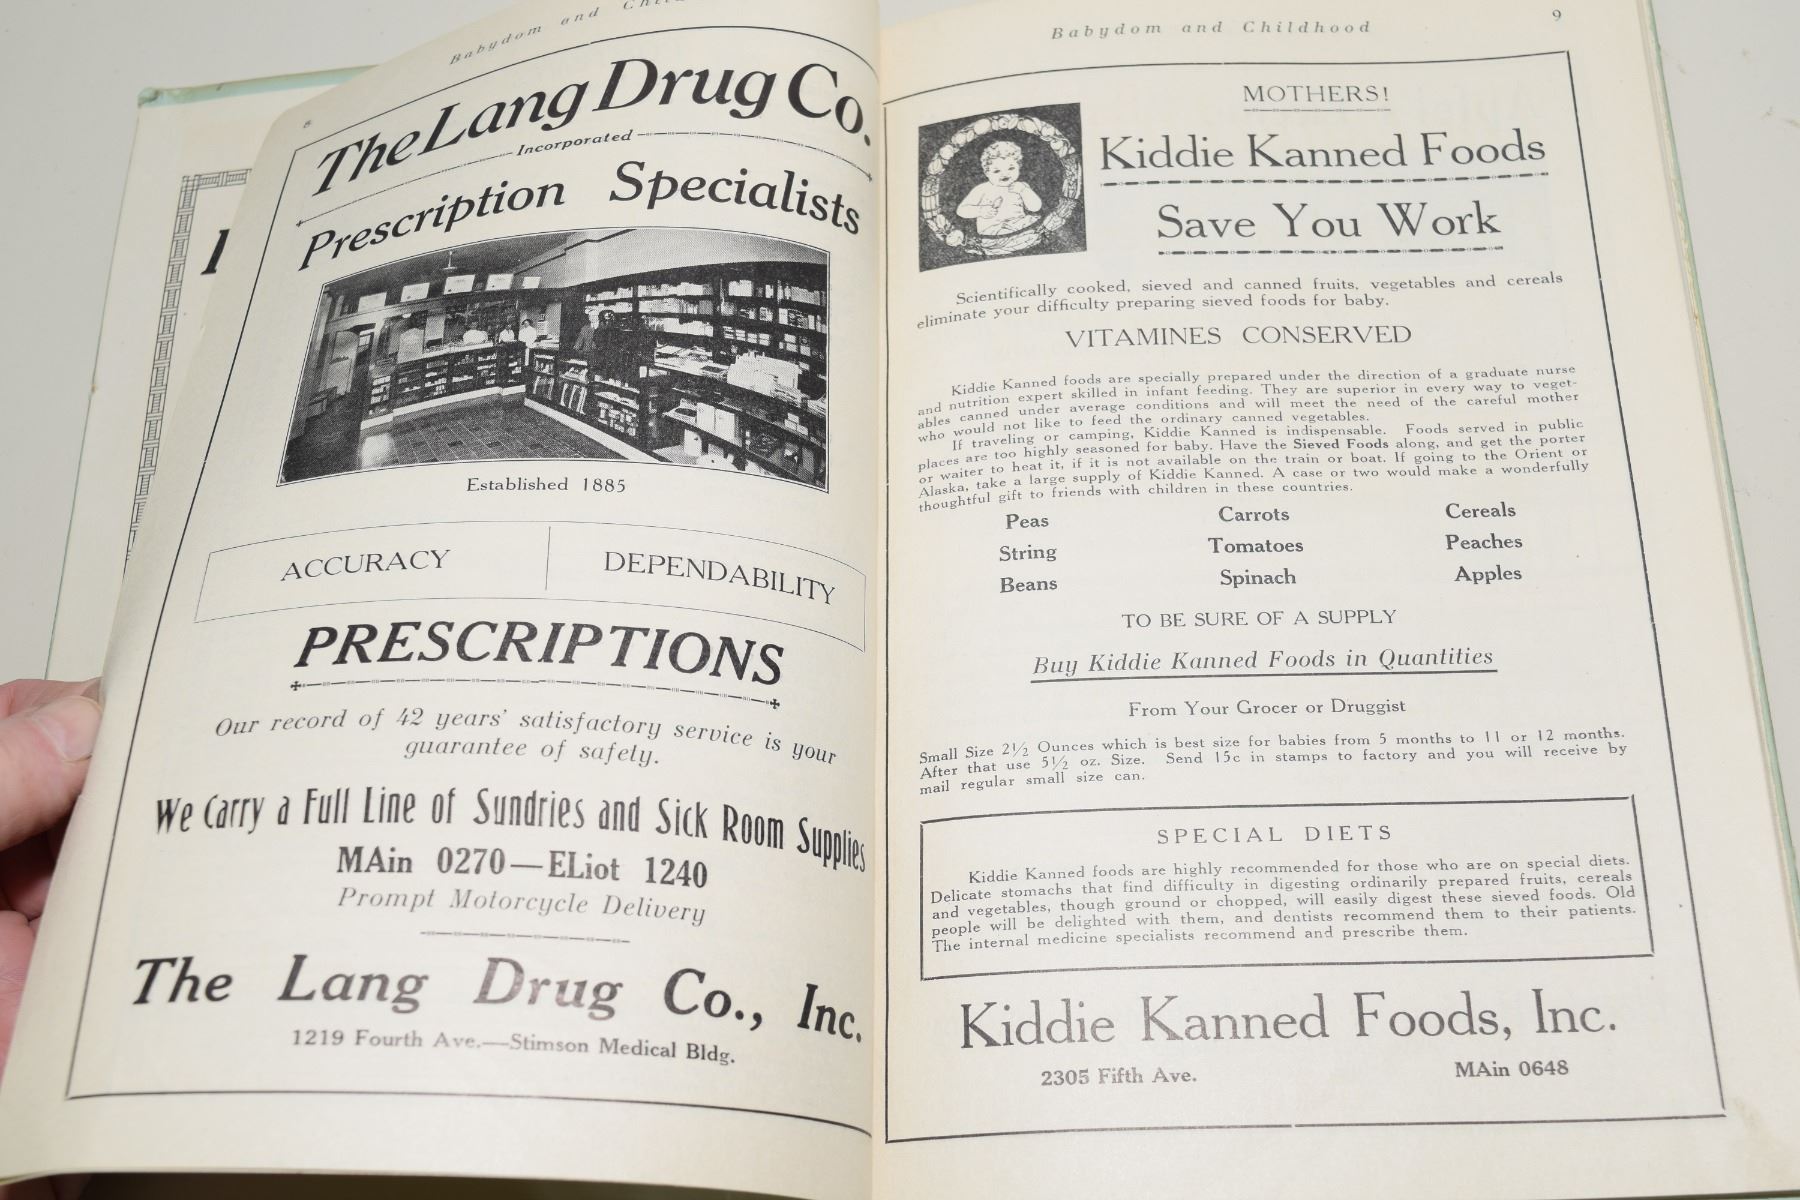 8
Babydom and
The Lang Drug Co.
Incorporated
Prescription Specialists
Established 1885
ACCURACY DEPENDABILITY
PRESCRIPTIONS
Our record of 42 years' satisfactory service is your
guarantee of safety.
We Carry a Full Line of Sundries and Sick Room Supplies
MAin 0270—ELiot 1240
Prompt Motorcycle Delivery
The Lang Drug Co., Inc.
1219 Fourth Ave.—Stimson Medical Bldg.
Babydom and Childhood 9
MOTHERS!
Kiddie Kanned Foods
Save You Work
Scientifically cooked, sieved and canned fruits, vegetables and cereals
eliminate your difficulty preparing sieved foods for baby.
VITAMINES CONSERVED
Kiddie Kanned foods are specially prepared under the direction of a graduate nurse
and nutrition expert skilled in infant feeding. They are superior in every way to veget-
ables canned under average conditions and will meet the need of the careful mother
who would not like to feed the ordinary canned vegetables.
If traveling or camping, Kiddie Kanned is indispensable. Foods served in public
places are too highly seasoned for baby. Have the Sieved Foods along, and get the porter
or waiter to heat it, if it is not available on the train or boat. If going to the Orient or
Alaska, take a large supply of Kiddie Kanned. A case or two would make a wonderfully
thoughtful gift to friends with children in these countries.
Peas Carrots Cereals
String Tomatoes Peaches
Beans Spinach Apples
TO BE SURE OF A SUPPLY
Buy Kiddie Kanned Foods in Quantities
From Your Grocer or Druggist
Small Size 2½ Ounces which is best size for babies from 5 months to 11 or 12 months.
After that use 5½ oz. Size. Send 15c in stamps to factory and you will receive by
mail regular small size can.
SPECIAL DIETS
Kiddie Kanned foods are highly recommended for those who are on special diets.
Delicate stomachs that find difficulty in digesting ordinarily prepared fruits, cereals
and vegetables, though ground or chopped, will easily digest these sieved foods. Old
people will be delighted with them, and dentists recommend them to their patients.
The internal medicine specialists recommend and prescribe them.
Kiddie Kanned Foods, Inc.
2305 Fifth Ave. MAin 0648